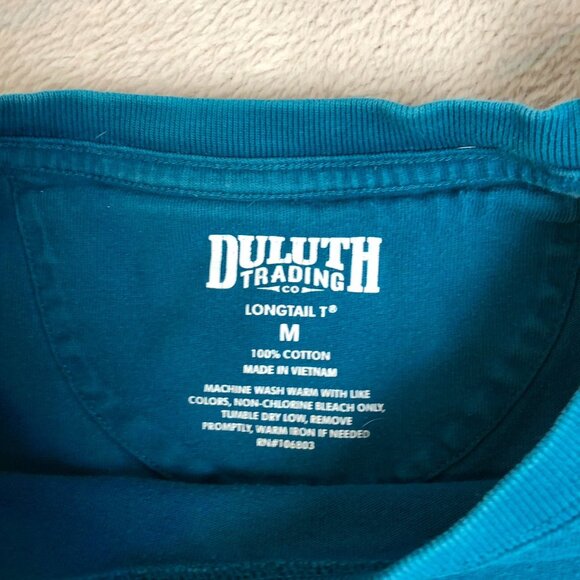 DULUTH
TRADING
CO
LONGTAIL T®
M
100% COTTON
MADE IN VIETNAM
MACHINE WASH WARM WITH LIKE
COLORS, NON-CHLORINE BLEACH ONLY,
TUMBLE DRY LOW, REMOVE
PROMPTLY, WARM IRON IF NEEDED
RN#106803